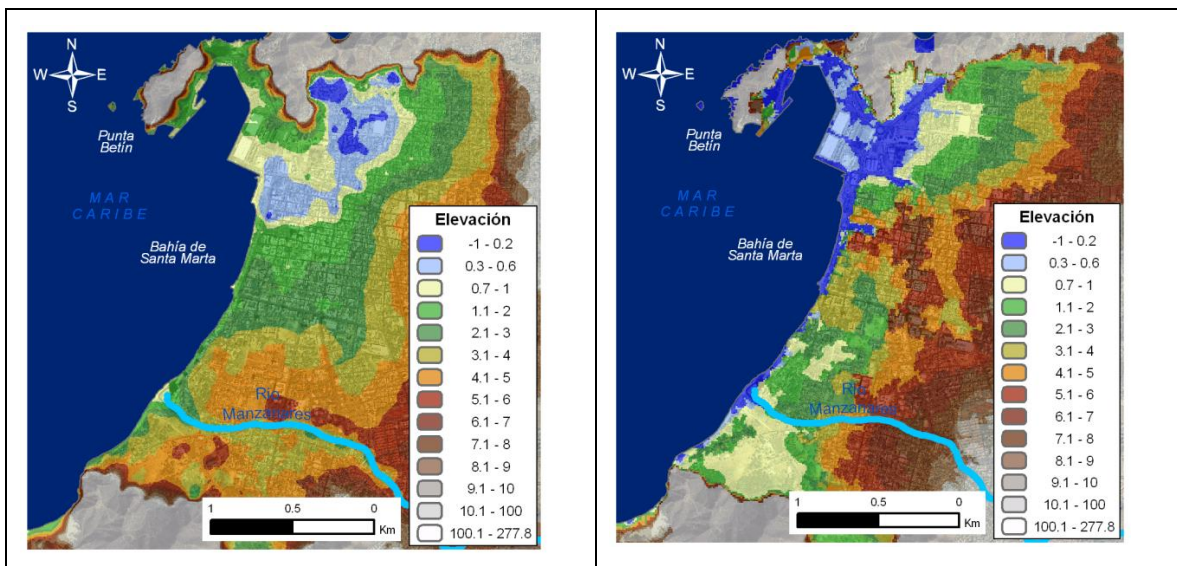 N
W E
S
Punta
Betín
MAR
CARIBE
Bahía de
Santa Marta
Río
Manzanares
Elevación
-1 - 0.2
0.3 - 0.6
0.7 - 1
1.1 - 2
2.1 - 3
3.1 - 4
4.1 - 5
5.1 - 6
6.1 - 7
7.1 - 8
8.1 - 9
9.1 - 10
10.1 - 100
100.1 - 277.8
1 0.5 0
Km
N
W E
S
Punta
Betín
MAR
CARIBE
Bahía de
Santa Marta
Río
Manzanares
Elevación
-1 - 0.2
0.3 - 0.6
0.7 - 1
1.1 - 2
2.1 - 3
3.1 - 4
4.1 - 5
5.1 - 6
6.1 - 7
7.1 - 8
8.1 - 9
9.1 - 10
10.1 - 100
100.1 - 277.8
1 0.5 0
Km